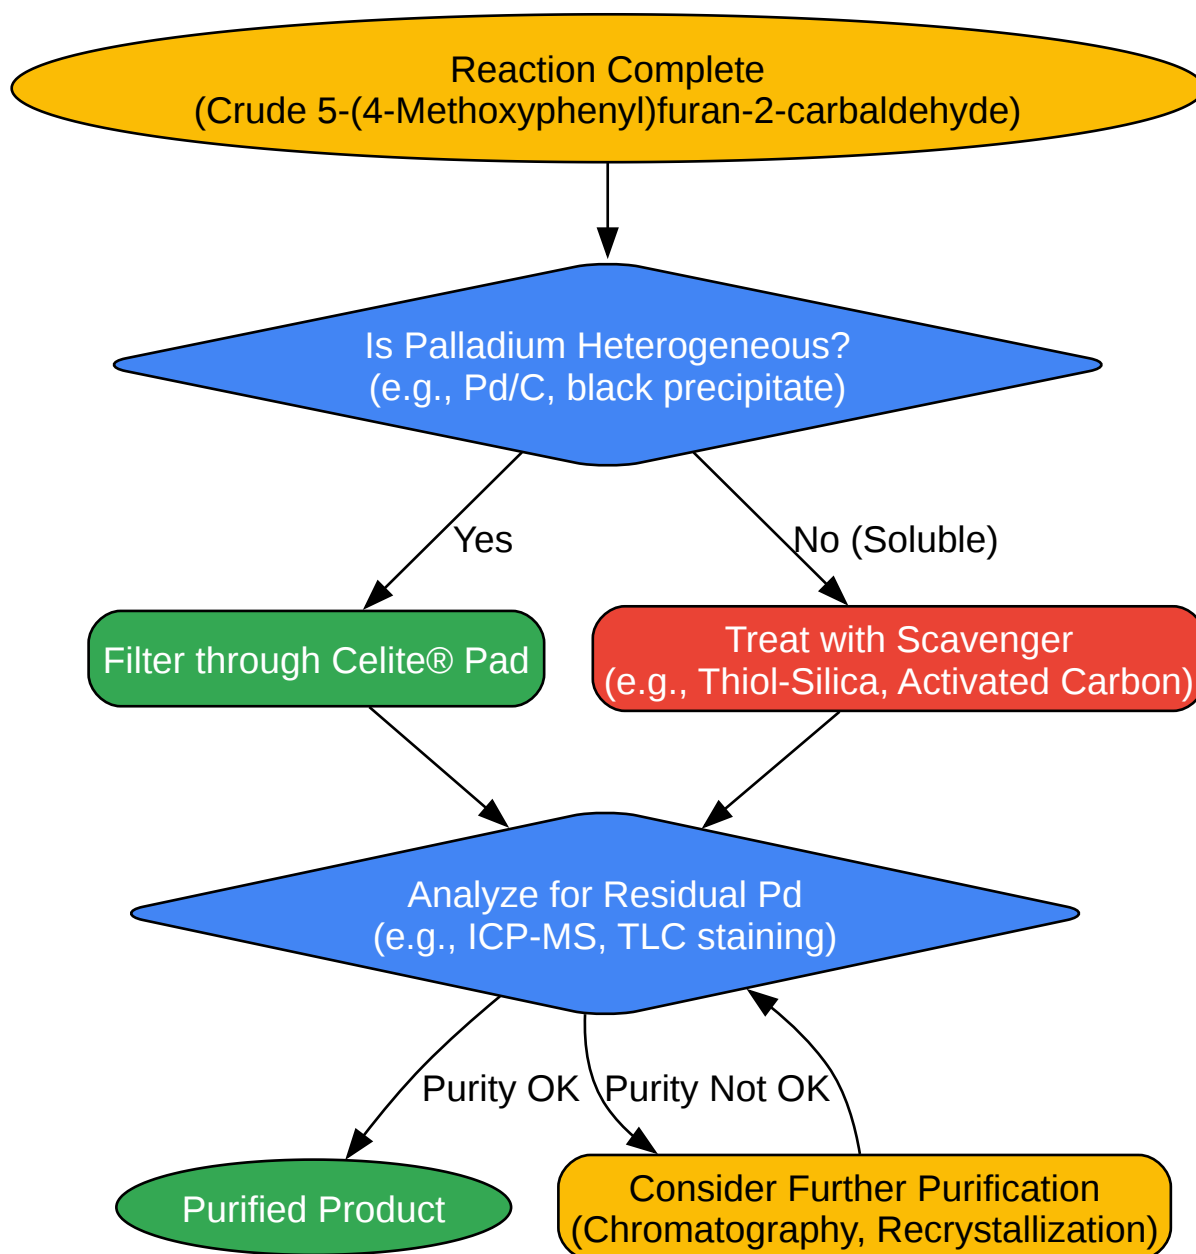 Reaction Complete
(Crude 5-(4-Methoxyphenyl)furan-2-carbaldehyde)
Is Palladium Heterogeneous?
(e.g., Pd/C, black precipitate)
Yes
No (Soluble)
Filter through Celite® Pad
Treat with Scavenger
(e.g., Thiol-Silica, Activated Carbon)
Analyze for Residual Pd
(e.g., ICP-MS, TLC staining)
Purity OK
Purity Not OK
Purified Product
Consider Further Purification
(Chromatography, Recrystallization)